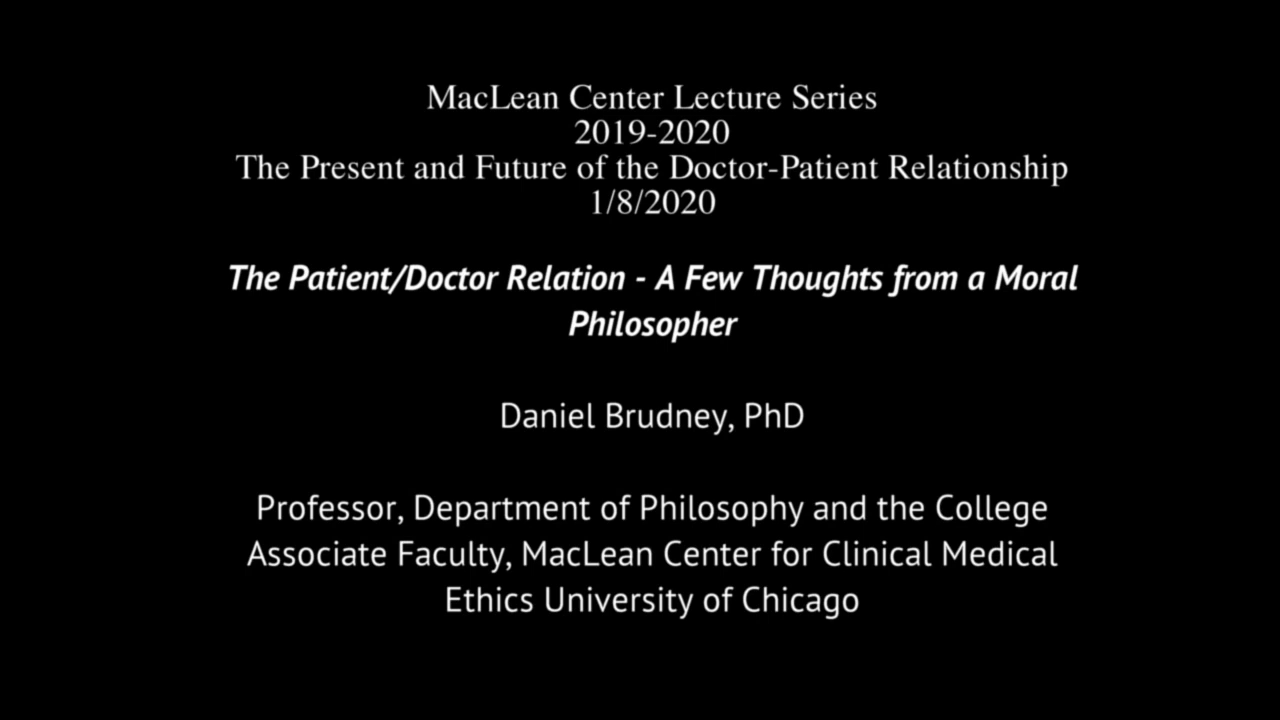 MacLean Center Lecture Series
2019-2020
The Present and Future of the Doctor-Patient Relationship
1/8/2020
The Patient/Doctor Relation - A Few Thoughts from a Moral
Philosopher
Daniel Brudney, PhD
Professor, Department of Philosophy and the College
Associate Faculty, MacLean Center for Clinical Medical
Ethics University of Chicago